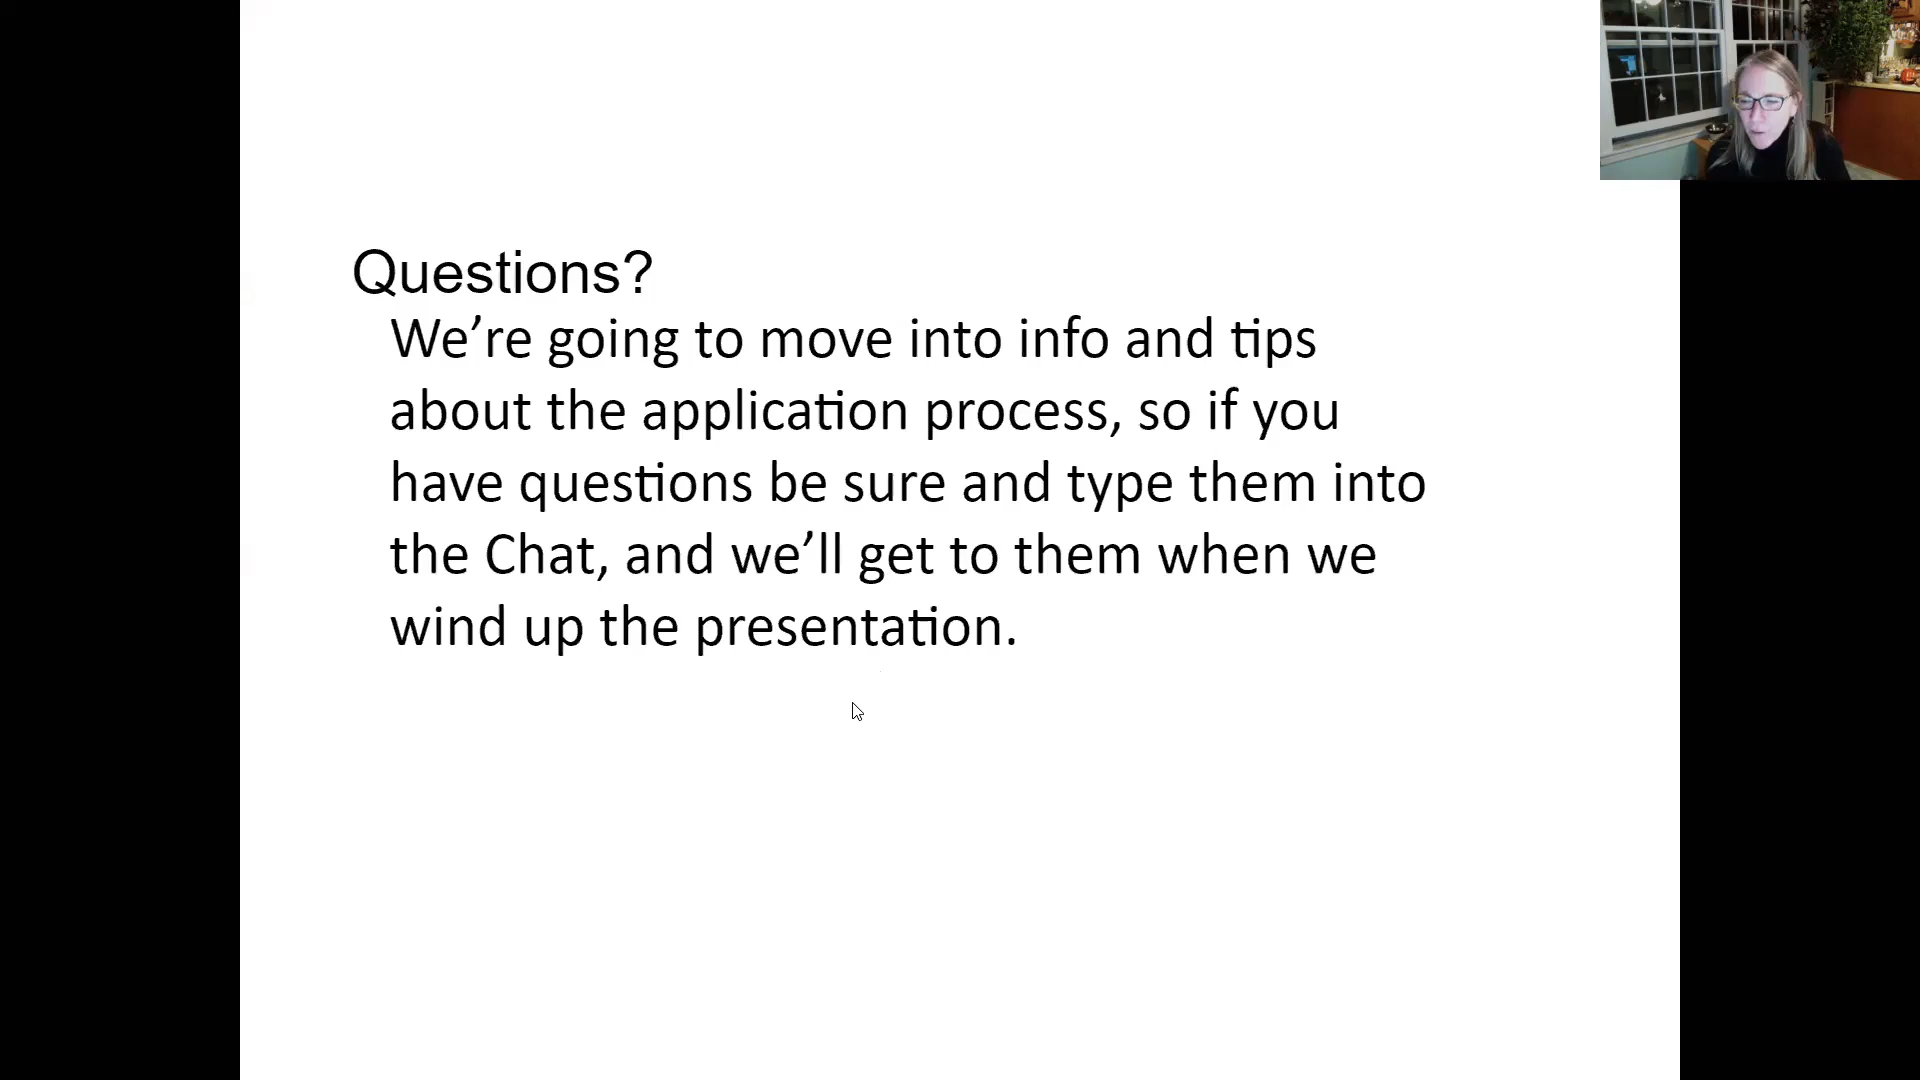 Questions?
We’re going to move into info and tips
about the application process, so if you
have questions be sure and type them into
the Chat, and we’ll get to them when we
wind up the presentation.